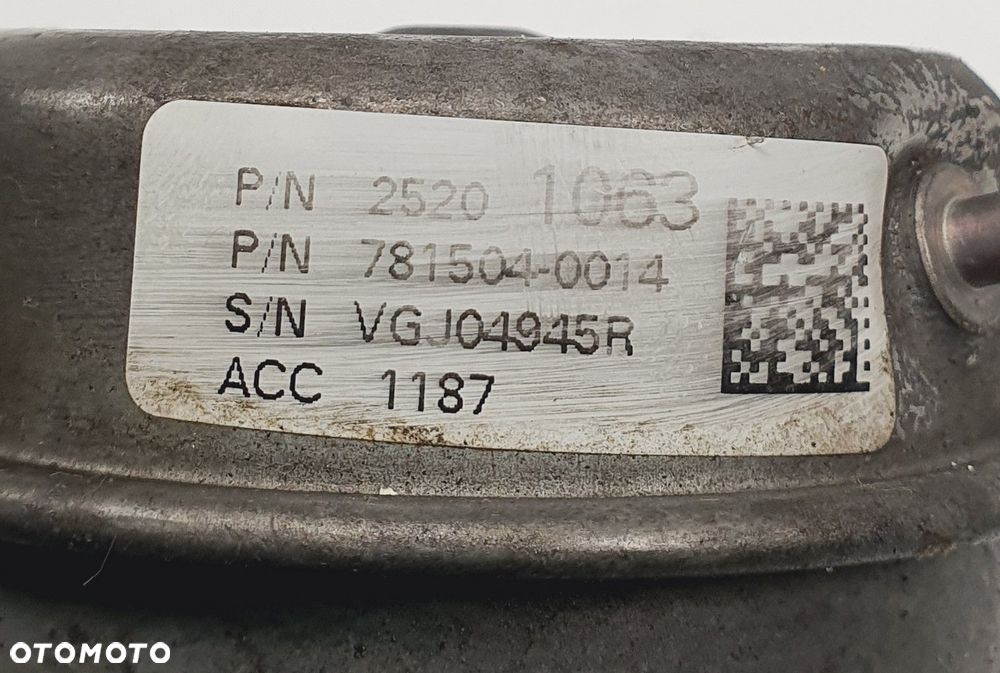 P/N 2520 1063
P/N 781504-0014
S/N VGJ04945R
ACC 1187
OTOMOTO